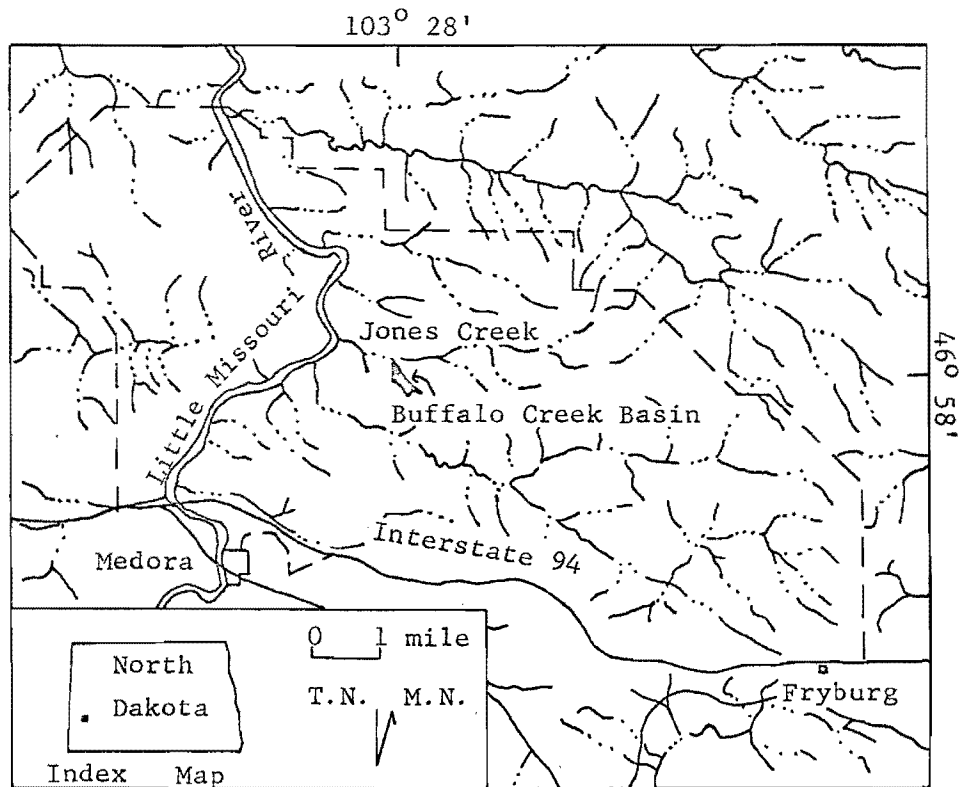 103° 28'
River
Little Missouri
Jones Creek
46° 58'
Buffalo Creek Basin
Interstate 94
Medora
Fryburg
0 1 mile
North
Dakota
T.N. M.N.
Index Map